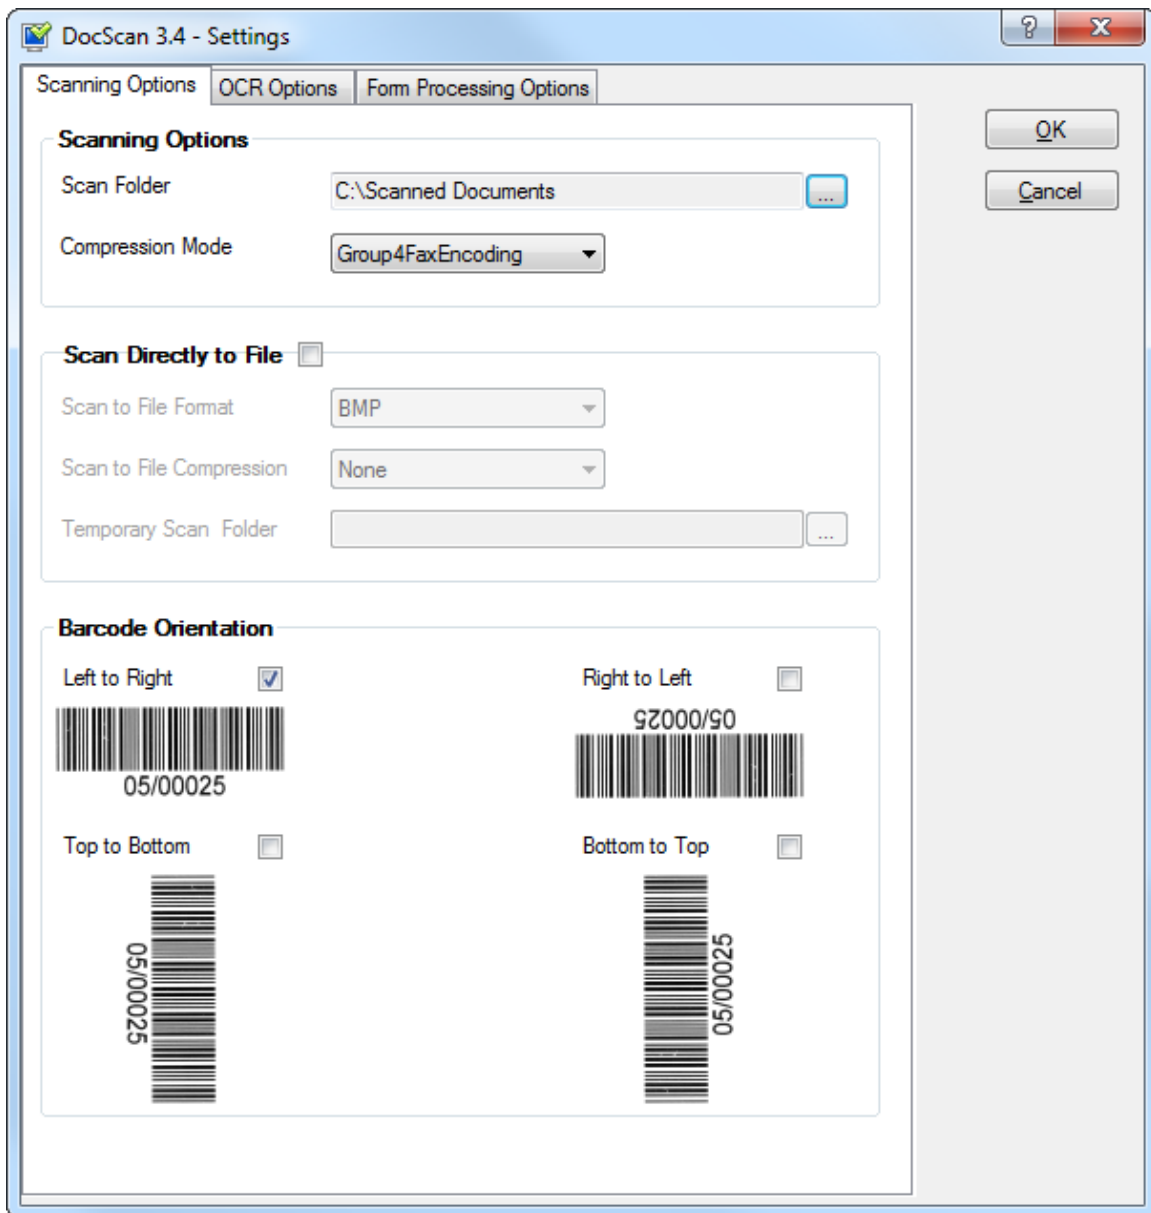 DocScan 3.4 - Settings
Scanning Options OCR Options Form Processing Options
OK
Cancel
Scanning Options
Scan Folder C:\Scanned Documents ...
Compression Mode Group4FaxEncoding
Scan Directly to File
Scan to File Format BMP
Scan to File Compression None
Temporary Scan Folder ...
Barcode Orientation
Left to Right Right to Left
05/00025
05/00025
Top to Bottom Bottom to Top
05/00025
05/00025